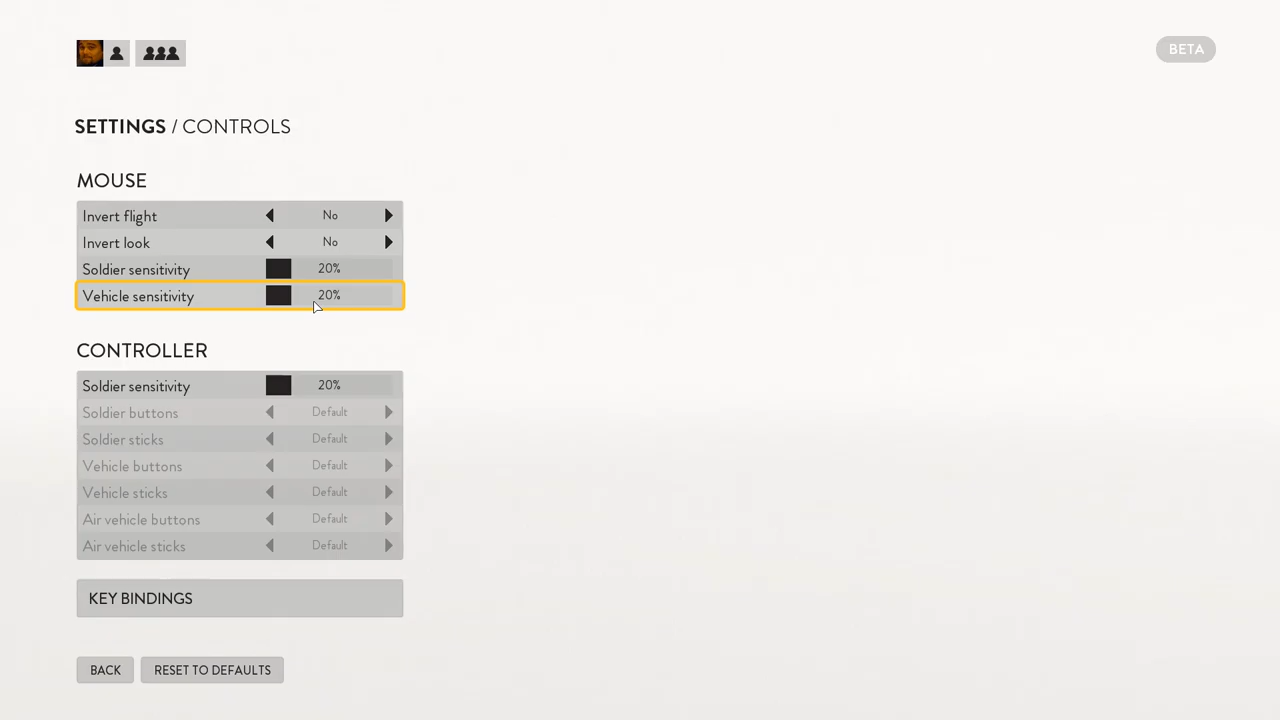 BETA
SETTINGS / CONTROLS
MOUSE
Invert flight No
Invert look No
Soldier sensitivity 20%
Vehicle sensitivity 20%
CONTROLLER
Soldier sensitivity 20%
Soldier buttons Default
Soldier sticks Default
Vehicle buttons Default
Vehicle sticks Default
Air vehicle buttons Default
Air vehicle sticks Default
KEY BINDINGS
BACK RESET TO DEFAULTS